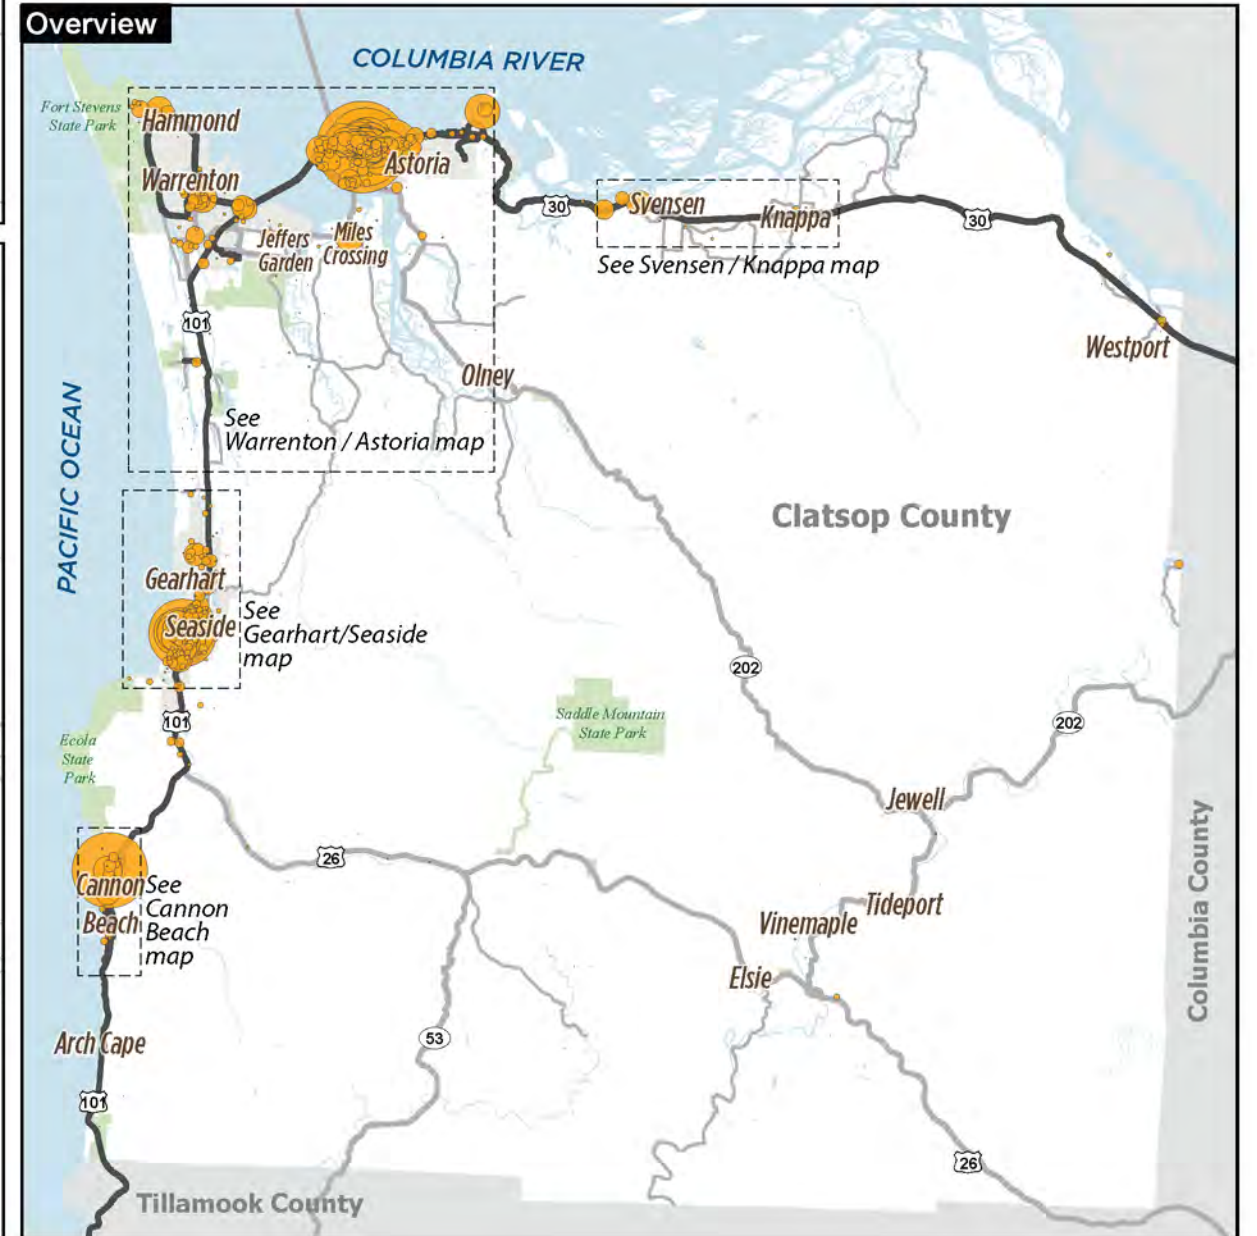 Overview
COLUMBIA RIVER
Fort Stevens
State Park
Hammond
Astoria
Warrenton
30
Svensen
Knappa
30
Jeffers
Garden
Miles
Crossing
See Svensen / Knappa map
101
Westport
Olney
PACIFIC OCEAN
See
Warrenton / Astoria map
Clatsop County
Gearhart
Seaside
See
Gearhart/Seaside
map
202
101
Saddle Mountain
State Park
202
Ecola
State
Park
Jewell
26
Cannon
Beach
See
Cannon
Beach
map
Tideport
Vinemaple
Columbia County
Elsie
Arch Cape
53
101
26
Tillamook County